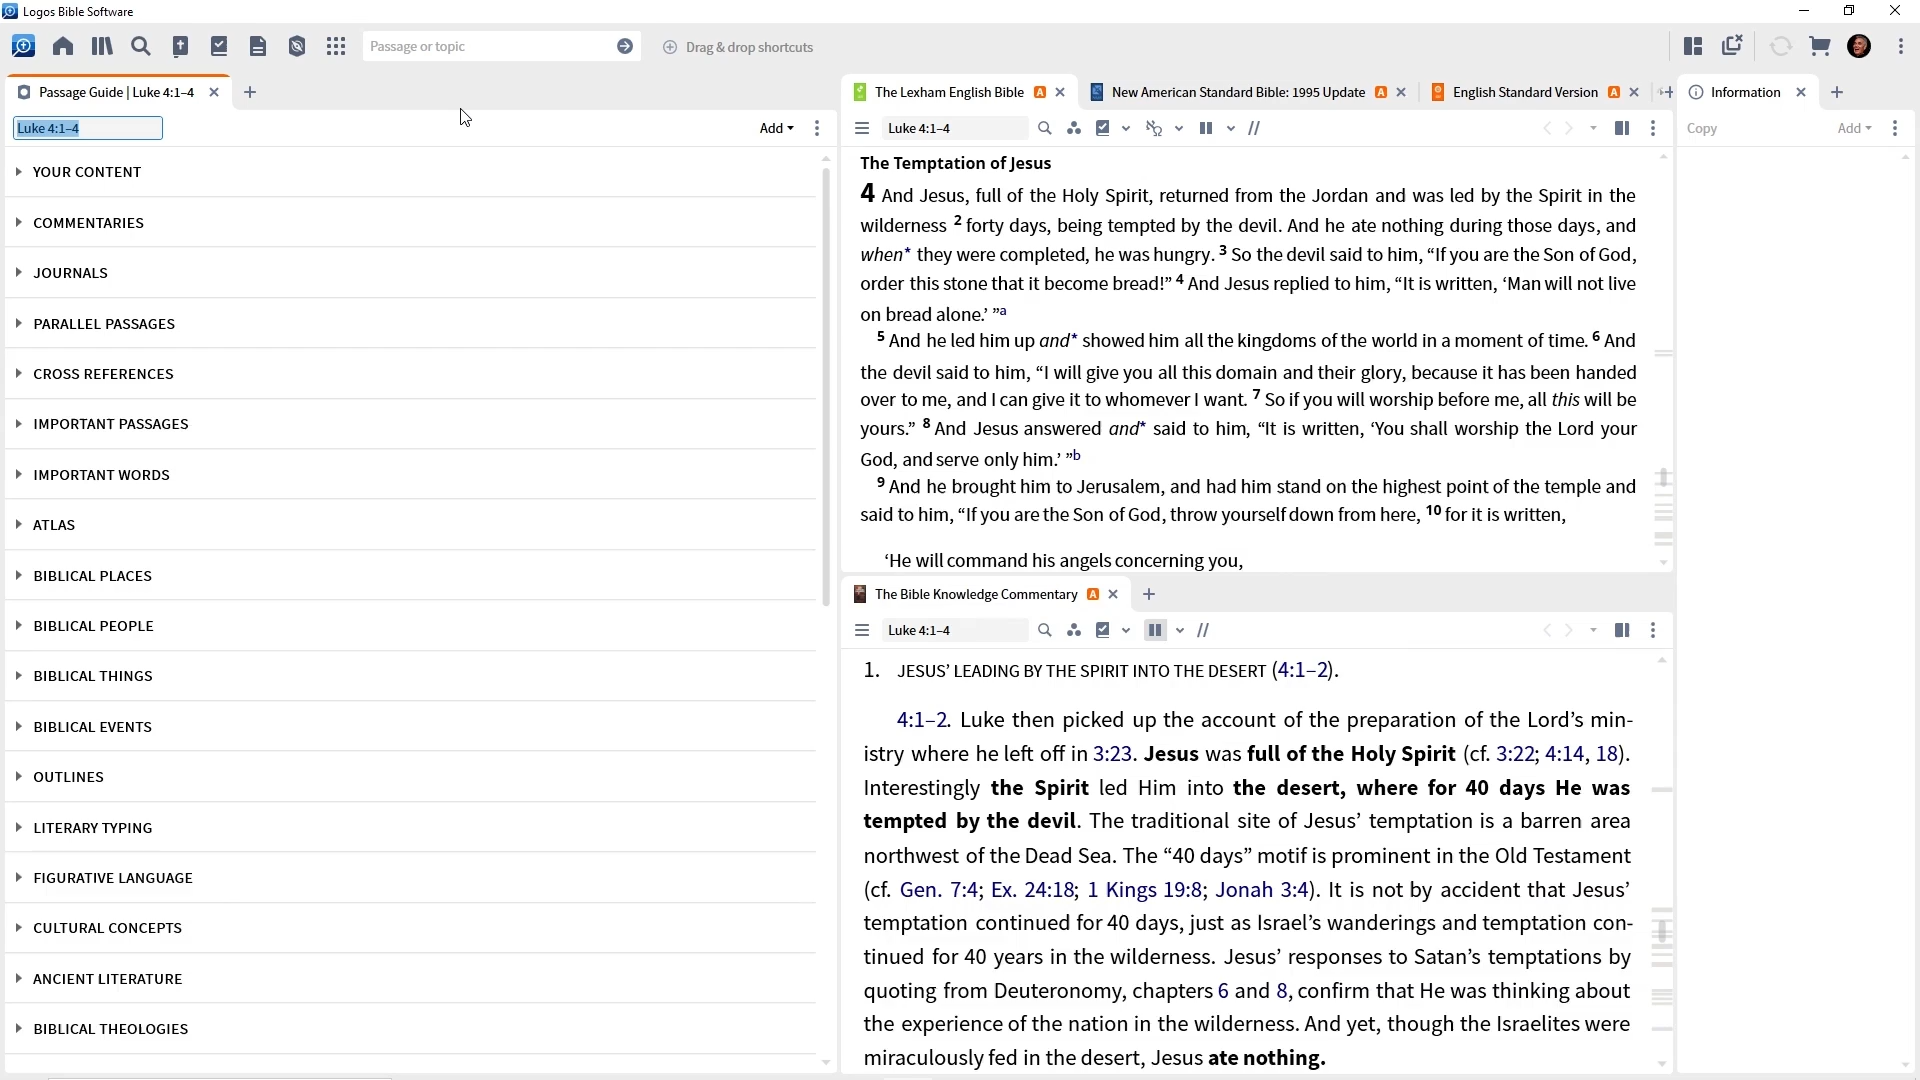 Logos Bible Software
Passage or topic
Drag & drop shortcuts
Passage Guide | Luke 4:1–4
Luke 4:1–4
Add
YOUR CONTENT
COMMENTARIES
JOURNALS
PARALLEL PASSAGES
CROSS REFERENCES
IMPORTANT PASSAGES
IMPORTANT WORDS
ATLAS
BIBLICAL PLACES
BIBLICAL PEOPLE
BIBLICAL THINGS
BIBLICAL EVENTS
OUTLINES
LITERARY TYPING
FIGURATIVE LANGUAGE
CULTURAL CONCEPTS
ANCIENT LITERATURE
BIBLICAL THEOLOGIES
The Lexham English Bible A
New American Standard Bible: 1995 Update A
English Standard Version A
Luke 4:1–4
The Temptation of Jesus
4 And Jesus, full of the Holy Spirit, returned from the Jordan and was led by the Spirit in the
wilderness 2 forty days, being tempted by the devil. And he ate nothing during those days, and
when* they were completed, he was hungry. 3 So the devil said to him, “If you are the Son of God,
order this stone that it become bread!” 4 And Jesus replied to him, “It is written, ‘Man will not live
on bread alone.’ ”a
5 And he led him up and* showed him all the kingdoms of the world in a moment of time. 6 And
the devil said to him, “I will give you all this domain and their glory, because it has been handed
over to me, and I can give it to whomever I want. 7 So if you will worship before me, all this will be
yours.” 8 And Jesus answered and* said to him, “It is written, ‘You shall worship the Lord your
God, and serve only him.’ ”b
9 And he brought him to Jerusalem, and had him stand on the highest point of the temple and
said to him, “If you are the Son of God, throw yourself down from here, 10 for it is written,
‘He will command his angels concerning you,
The Bible Knowledge Commentary A
Luke 4:1–4
1. JESUS’ LEADING BY THE SPIRIT INTO THE DESERT (4:1–2).
4:1–2. Luke then picked up the account of the preparation of the Lord’s min-
istry where he left off in 3:23. Jesus was full of the Holy Spirit (cf. 3:22; 4:14, 18).
Interestingly the Spirit led Him into the desert, where for 40 days He was
tempted by the devil. The traditional site of Jesus’ temptation is a barren area
northwest of the Dead Sea. The “40 days” motif is prominent in the Old Testament
(cf. Gen. 7:4; Ex. 24:18; 1 Kings 19:8; Jonah 3:4). It is not by accident that Jesus’
temptation continued for 40 days, just as Israel’s wanderings and temptation con-
tinued for 40 years in the wilderness. Jesus’ responses to Satan’s temptations by
quoting from Deuteronomy, chapters 6 and 8, confirm that He was thinking about
the experience of the nation in the wilderness. And yet, though the Israelites were
miraculously fed in the desert, Jesus ate nothing.
Information
Copy
Add